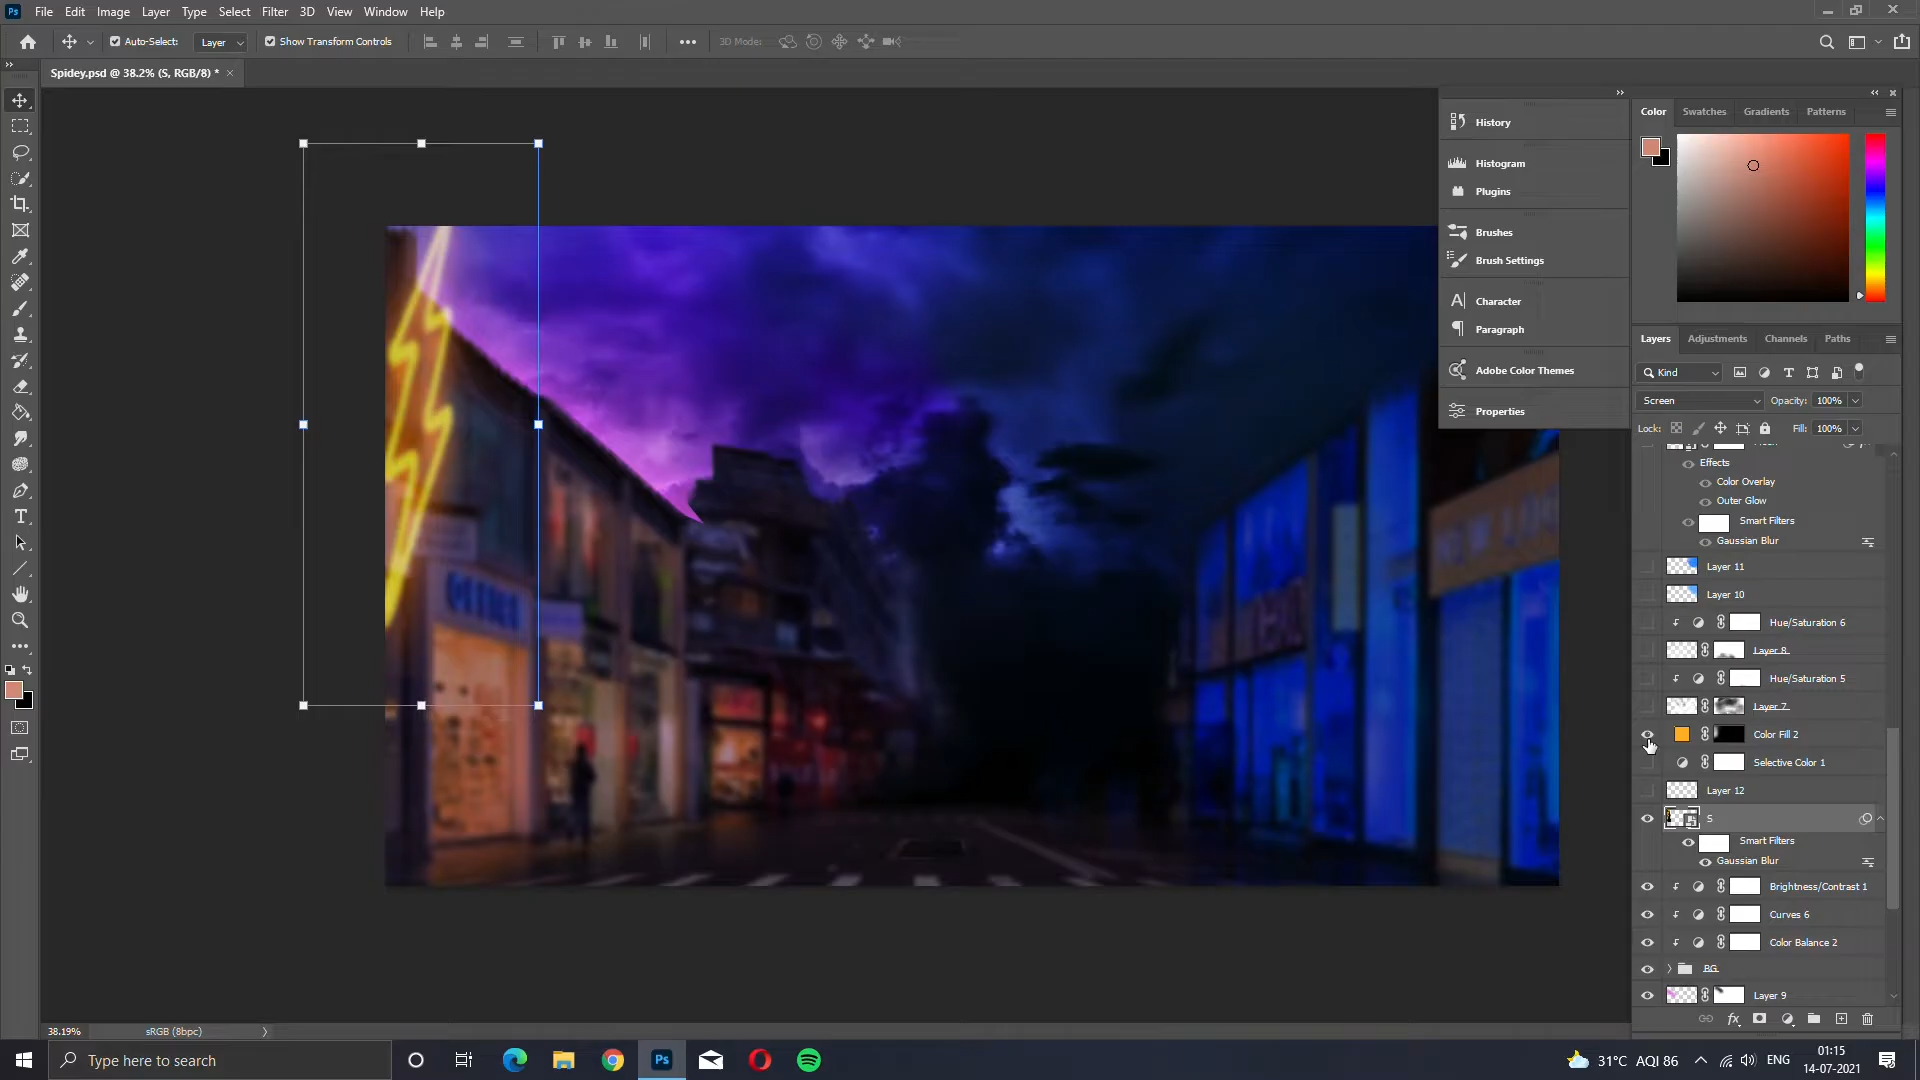 Ps File Edit Image Layer Type Select Filter 3D View Window Help
Auto-Select: Layer Show Transform Controls 3D Mode:
Spidey.psd @ 38.2% (S, RGB/8) *
History
Histogram
Plugins
Brushes
Brush Settings
Character
Paragraph
Adobe Color Themes
Properties
Color Swatches Gradients Patterns
Layers Adjustments Channels Paths
Kind
Screen Opacity: 100%
Lock: Fill: 100%
Effects
Color Overlay
Outer Glow
Smart Filters
Gaussian Blur
Layer 11
Layer 10
Hue/Saturation 6
Layer 8
Hue/Saturation 5
Layer 7
Color Fill 2
Selective Color 1
Layer 12
S
Smart Filters
Gaussian Blur
Brightness/Contrast 1
Curves 6
Color Balance 2
BG
Layer 9
NEW LOOK
38.19% sRGB (8bpc)
Type here to search
Ps
31°C AQI 86 ENG 01:15
14-07-2021